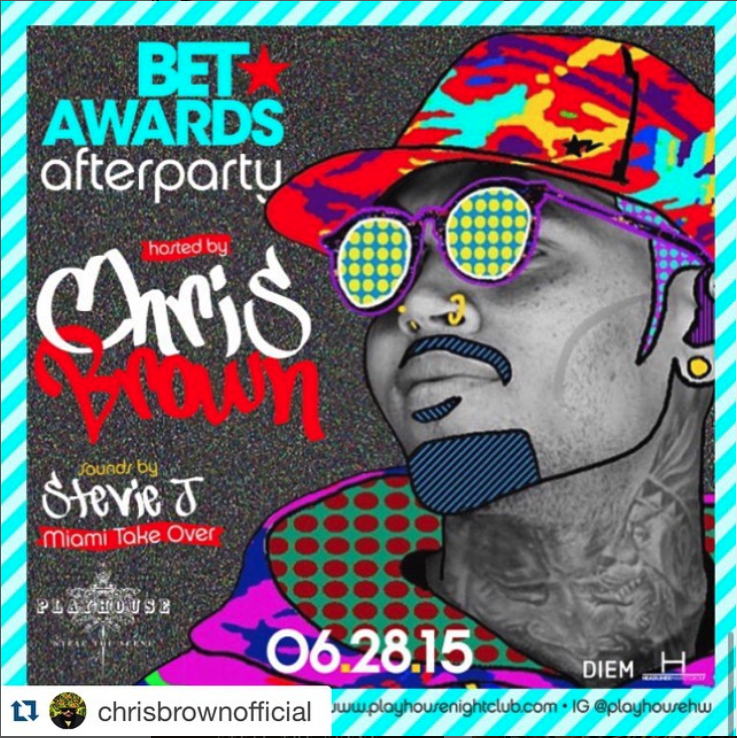 BET★
AWARDS
afterparty
hosted by
Chris
Brown
sounds by
Stevie J
Miami Take Over
PLAYHOUSE
06.28.15
DIEM
H
chrisbrownofficial
www.playhousenightclub.com • IG @playhousehw